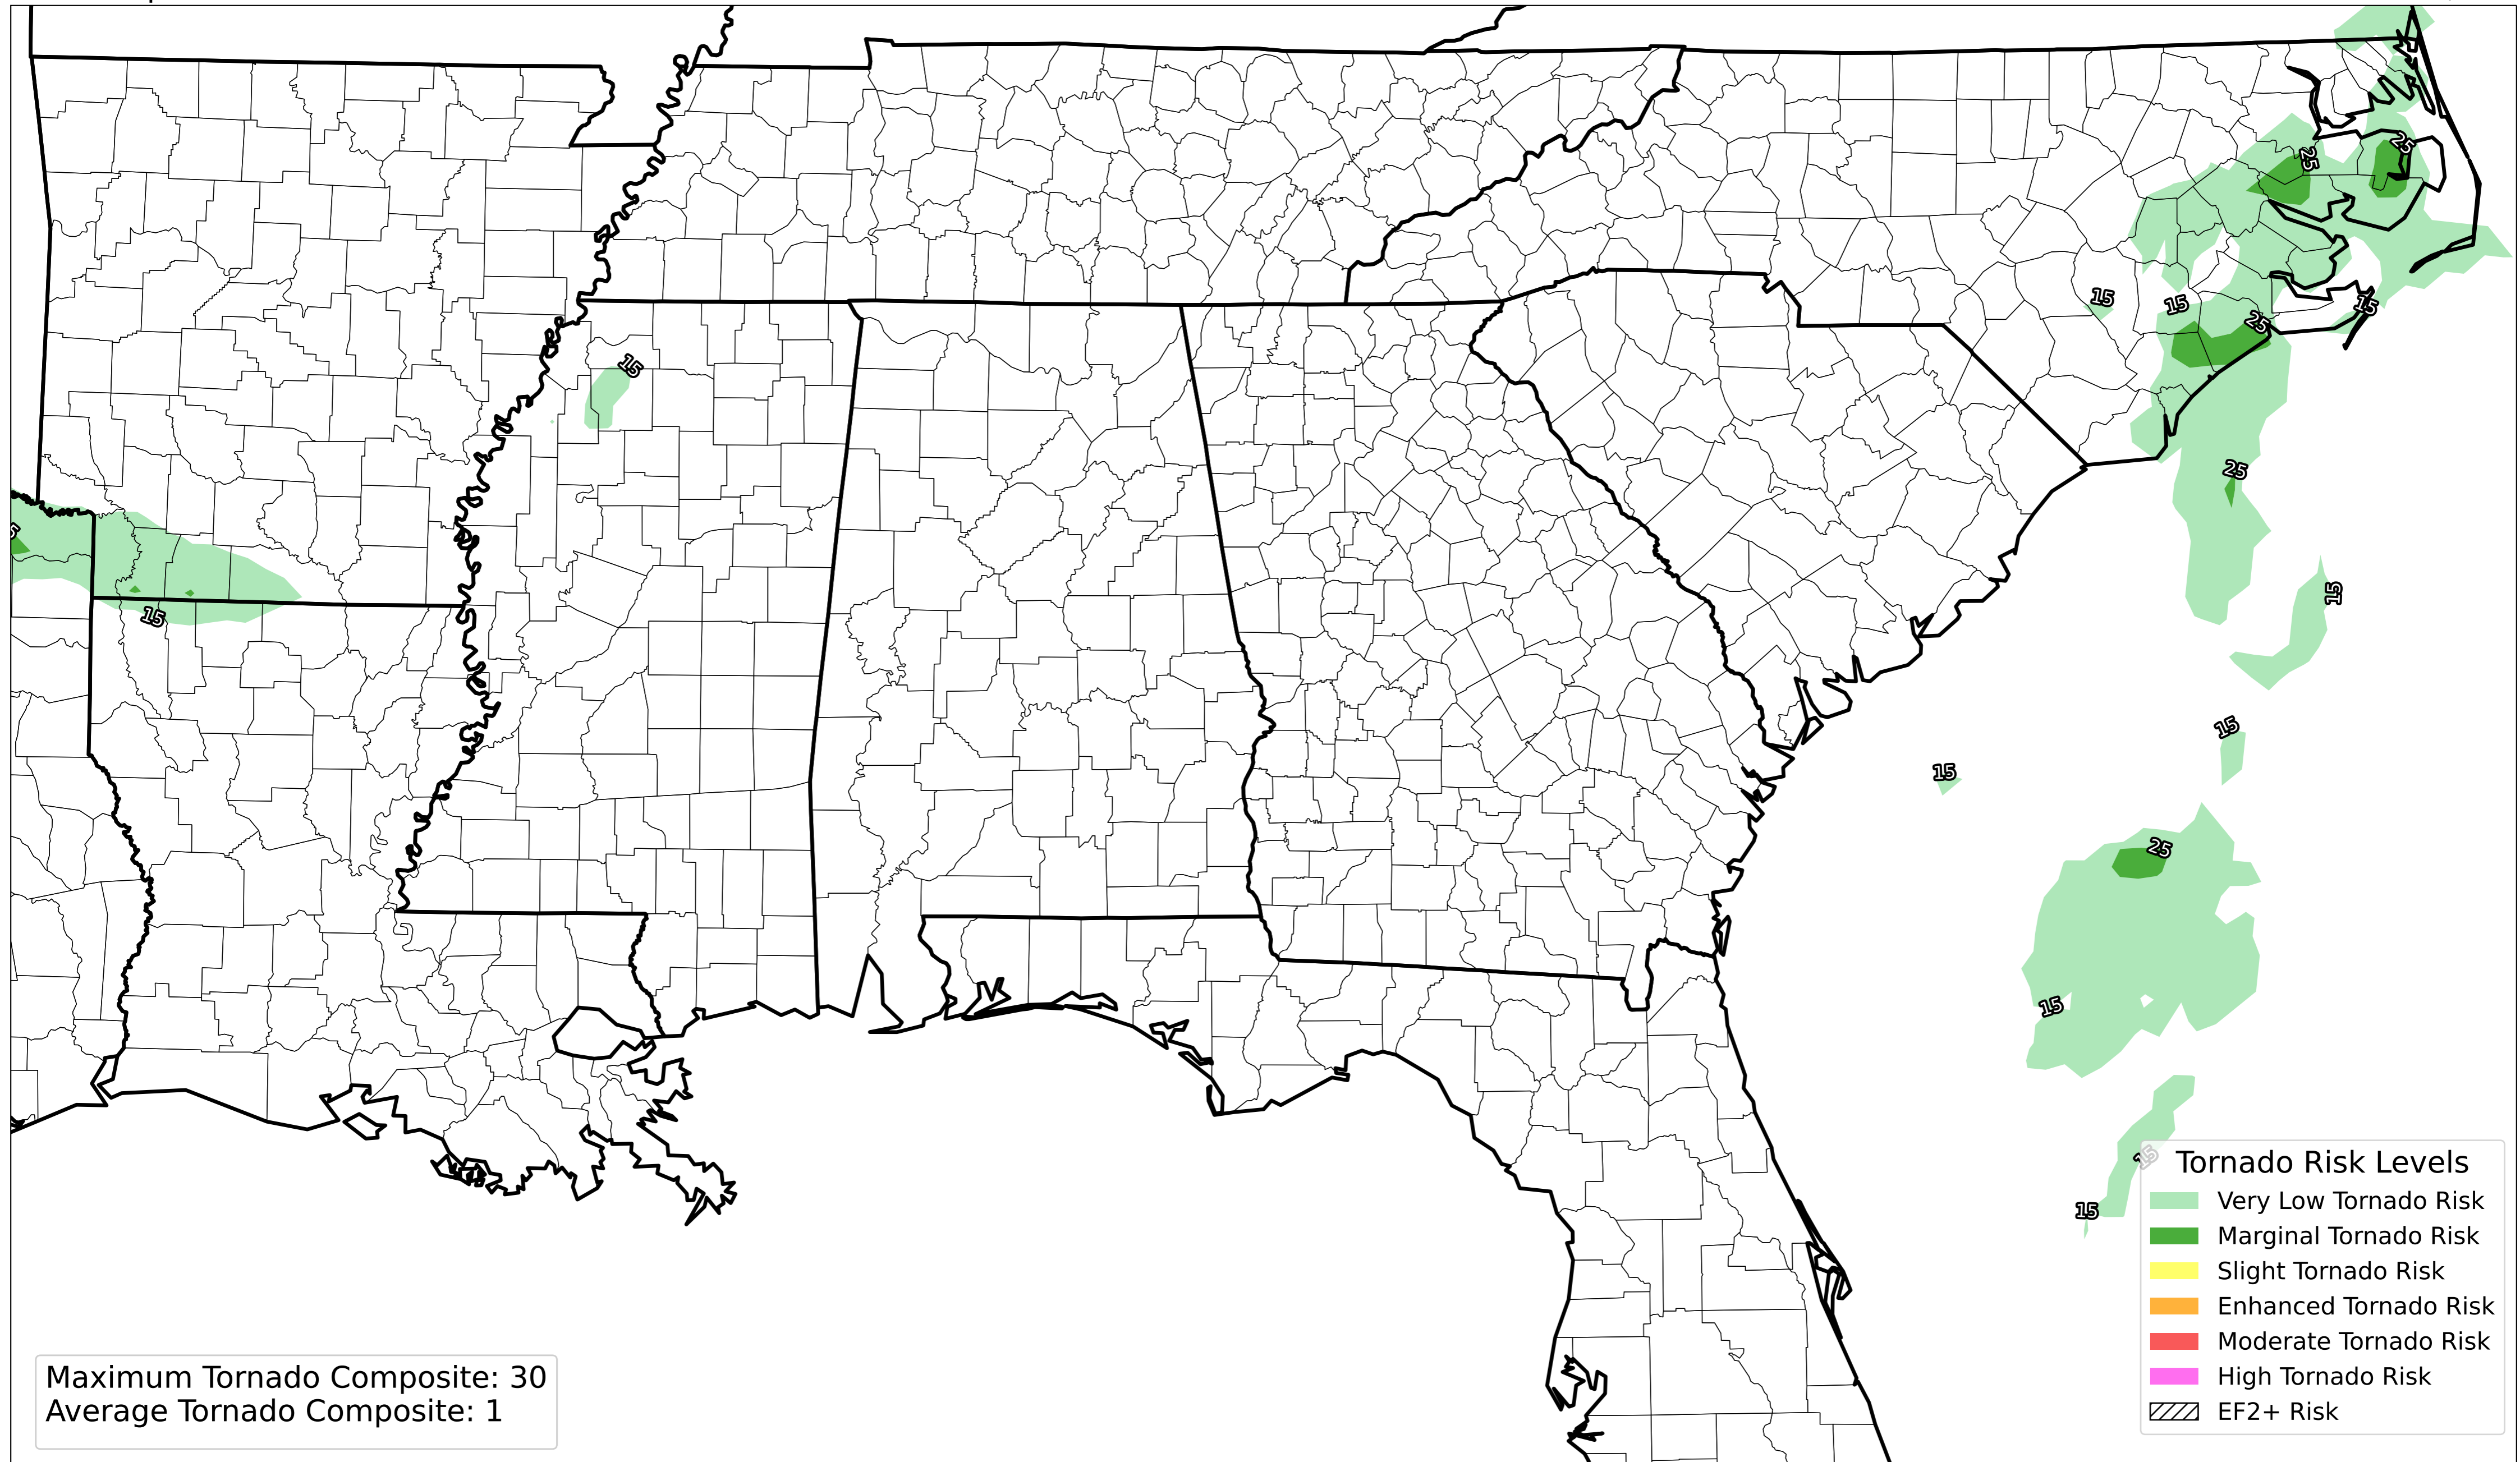 25
25
15
15
25
15
15
25
15
15
15
15
25
15
15
15
Tornado Risk Levels
Very Low Tornado Risk
Marginal Tornado Risk
Slight Tornado Risk
Enhanced Tornado Risk
Moderate Tornado Risk
High Tornado Risk
EF2+ Risk
Maximum Tornado Composite: 30
Average Tornado Composite: 1